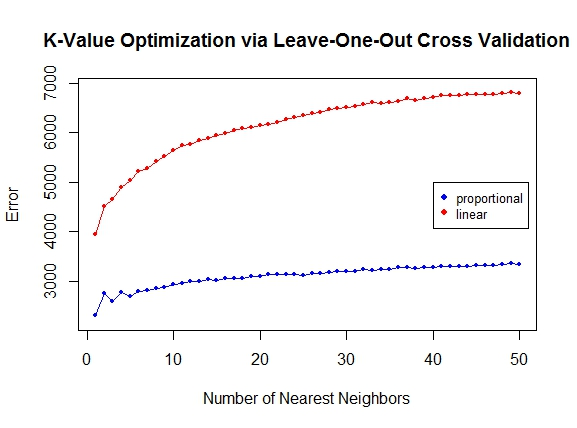 K-Value Optimization via Leave-One-Out Cross Validation
Error
7000
6000
5000
4000
3000
proportional
linear
0 10 20 30 40 50
Number of Nearest Neighbors